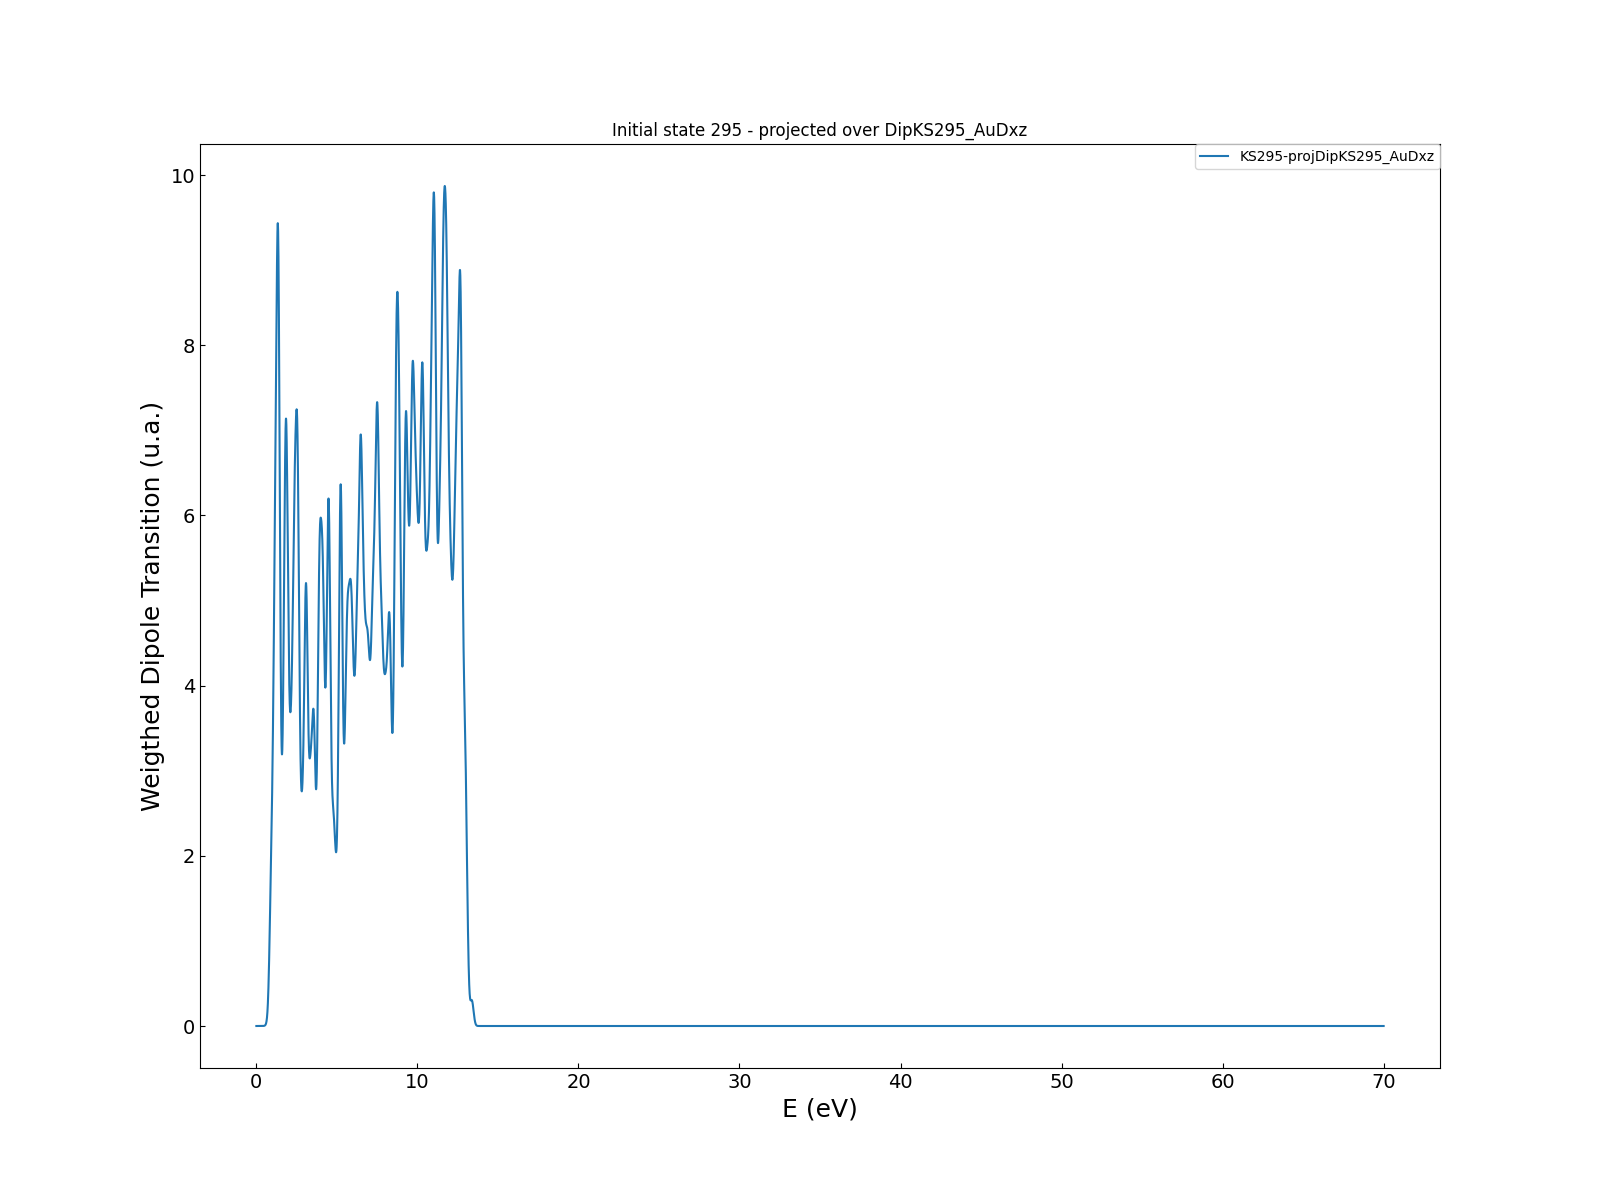 Initial state 295 - projected over DipKS295_AuDxz
KS295-projDipKS295_AuDxz
10
8
6
4
2
0
Weigthed Dipole Transition (u.a.)
0 10 20 30 40 50 60 70
E (eV)